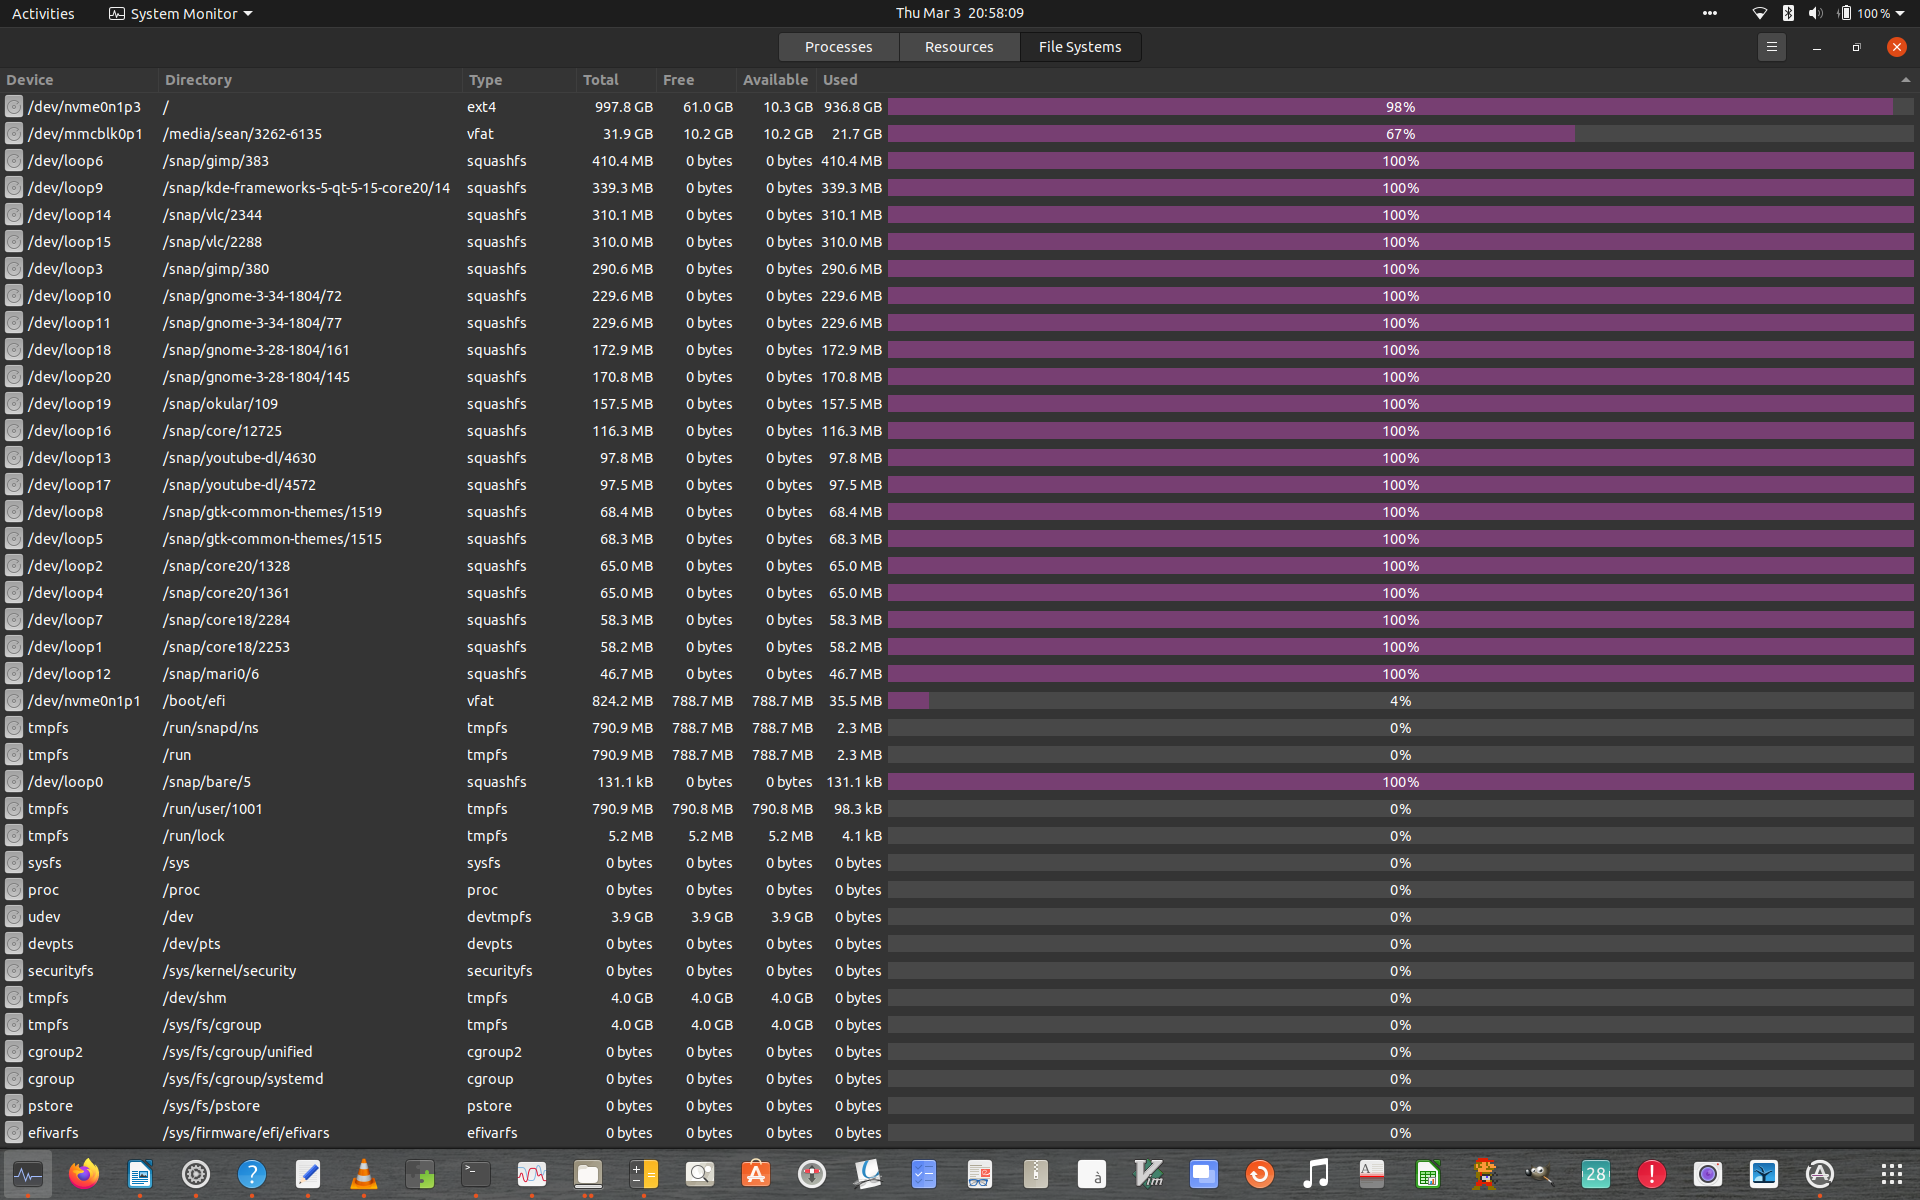 Activities System Monitor Thu Mar 3 20:58:09 100 %
Processes Resources File Systems
Device Directory Type Total Free Available Used
/dev/nvme0n1p3 / ext4 997.8 GB 61.0 GB 10.3 GB 936.8 GB 98%
/dev/mmcblk0p1 /media/sean/3262-6135 vfat 31.9 GB 10.2 GB 10.2 GB 21.7 GB 67%
/dev/loop6 /snap/gimp/383 squashfs 410.4 MB 0 bytes 0 bytes 410.4 MB 100%
/dev/loop9 /snap/kde-frameworks-5-qt-5-15-core20/14 squashfs 339.3 MB 0 bytes 0 bytes 339.3 MB 100%
/dev/loop14 /snap/vlc/2344 squashfs 310.1 MB 0 bytes 0 bytes 310.1 MB 100%
/dev/loop15 /snap/vlc/2288 squashfs 310.0 MB 0 bytes 0 bytes 310.0 MB 100%
/dev/loop3 /snap/gimp/380 squashfs 290.6 MB 0 bytes 0 bytes 290.6 MB 100%
/dev/loop10 /snap/gnome-3-34-1804/72 squashfs 229.6 MB 0 bytes 0 bytes 229.6 MB 100%
/dev/loop11 /snap/gnome-3-34-1804/77 squashfs 229.6 MB 0 bytes 0 bytes 229.6 MB 100%
/dev/loop18 /snap/gnome-3-28-1804/161 squashfs 172.9 MB 0 bytes 0 bytes 172.9 MB 100%
/dev/loop20 /snap/gnome-3-28-1804/145 squashfs 170.8 MB 0 bytes 0 bytes 170.8 MB 100%
/dev/loop19 /snap/okular/109 squashfs 157.5 MB 0 bytes 0 bytes 157.5 MB 100%
/dev/loop16 /snap/core/12725 squashfs 116.3 MB 0 bytes 0 bytes 116.3 MB 100%
/dev/loop13 /snap/youtube-dl/4630 squashfs 97.8 MB 0 bytes 0 bytes 97.8 MB 100%
/dev/loop17 /snap/youtube-dl/4572 squashfs 97.5 MB 0 bytes 0 bytes 97.5 MB 100%
/dev/loop8 /snap/gtk-common-themes/1519 squashfs 68.4 MB 0 bytes 0 bytes 68.4 MB 100%
/dev/loop5 /snap/gtk-common-themes/1515 squashfs 68.3 MB 0 bytes 0 bytes 68.3 MB 100%
/dev/loop2 /snap/core20/1328 squashfs 65.0 MB 0 bytes 0 bytes 65.0 MB 100%
/dev/loop4 /snap/core20/1361 squashfs 65.0 MB 0 bytes 0 bytes 65.0 MB 100%
/dev/loop7 /snap/core18/2284 squashfs 58.3 MB 0 bytes 0 bytes 58.3 MB 100%
/dev/loop1 /snap/core18/2253 squashfs 58.2 MB 0 bytes 0 bytes 58.2 MB 100%
/dev/loop12 /snap/mari0/6 squashfs 46.7 MB 0 bytes 0 bytes 46.7 MB 100%
/dev/nvme0n1p1 /boot/efi vfat 824.2 MB 788.7 MB 788.7 MB 35.5 MB 4%
tmpfs /run/snapd/ns tmpfs 790.9 MB 788.7 MB 788.7 MB 2.3 MB 0%
tmpfs /run tmpfs 790.9 MB 788.7 MB 788.7 MB 2.3 MB 0%
/dev/loop0 /snap/bare/5 squashfs 131.1 kB 0 bytes 0 bytes 131.1 kB 100%
tmpfs /run/user/1001 tmpfs 790.9 MB 790.8 MB 790.8 MB 98.3 kB 0%
tmpfs /run/lock tmpfs 5.2 MB 5.2 MB 5.2 MB 4.1 kB 0%
sysfs /sys sysfs 0 bytes 0 bytes 0 bytes 0 bytes 0%
proc /proc proc 0 bytes 0 bytes 0 bytes 0 bytes 0%
udev /dev devtmpfs 3.9 GB 3.9 GB 3.9 GB 0 bytes 0%
devpts /dev/pts devpts 0 bytes 0 bytes 0 bytes 0 bytes 0%
securityfs /sys/kernel/security securityfs 0 bytes 0 bytes 0 bytes 0 bytes 0%
tmpfs /dev/shm tmpfs 4.0 GB 4.0 GB 4.0 GB 0 bytes 0%
tmpfs /sys/fs/cgroup tmpfs 4.0 GB 4.0 GB 4.0 GB 0 bytes 0%
cgroup2 /sys/fs/cgroup/unified cgroup2 0 bytes 0 bytes 0 bytes 0 bytes 0%
cgroup /sys/fs/cgroup/systemd cgroup 0 bytes 0 bytes 0 bytes 0 bytes 0%
pstore /sys/fs/pstore pstore 0 bytes 0 bytes 0 bytes 0 bytes 0%
efivarfs /sys/firmware/efi/efivars efivarfs 0 bytes 0 bytes 0 bytes 0 bytes 0%
? >_ à Vim A 28 !